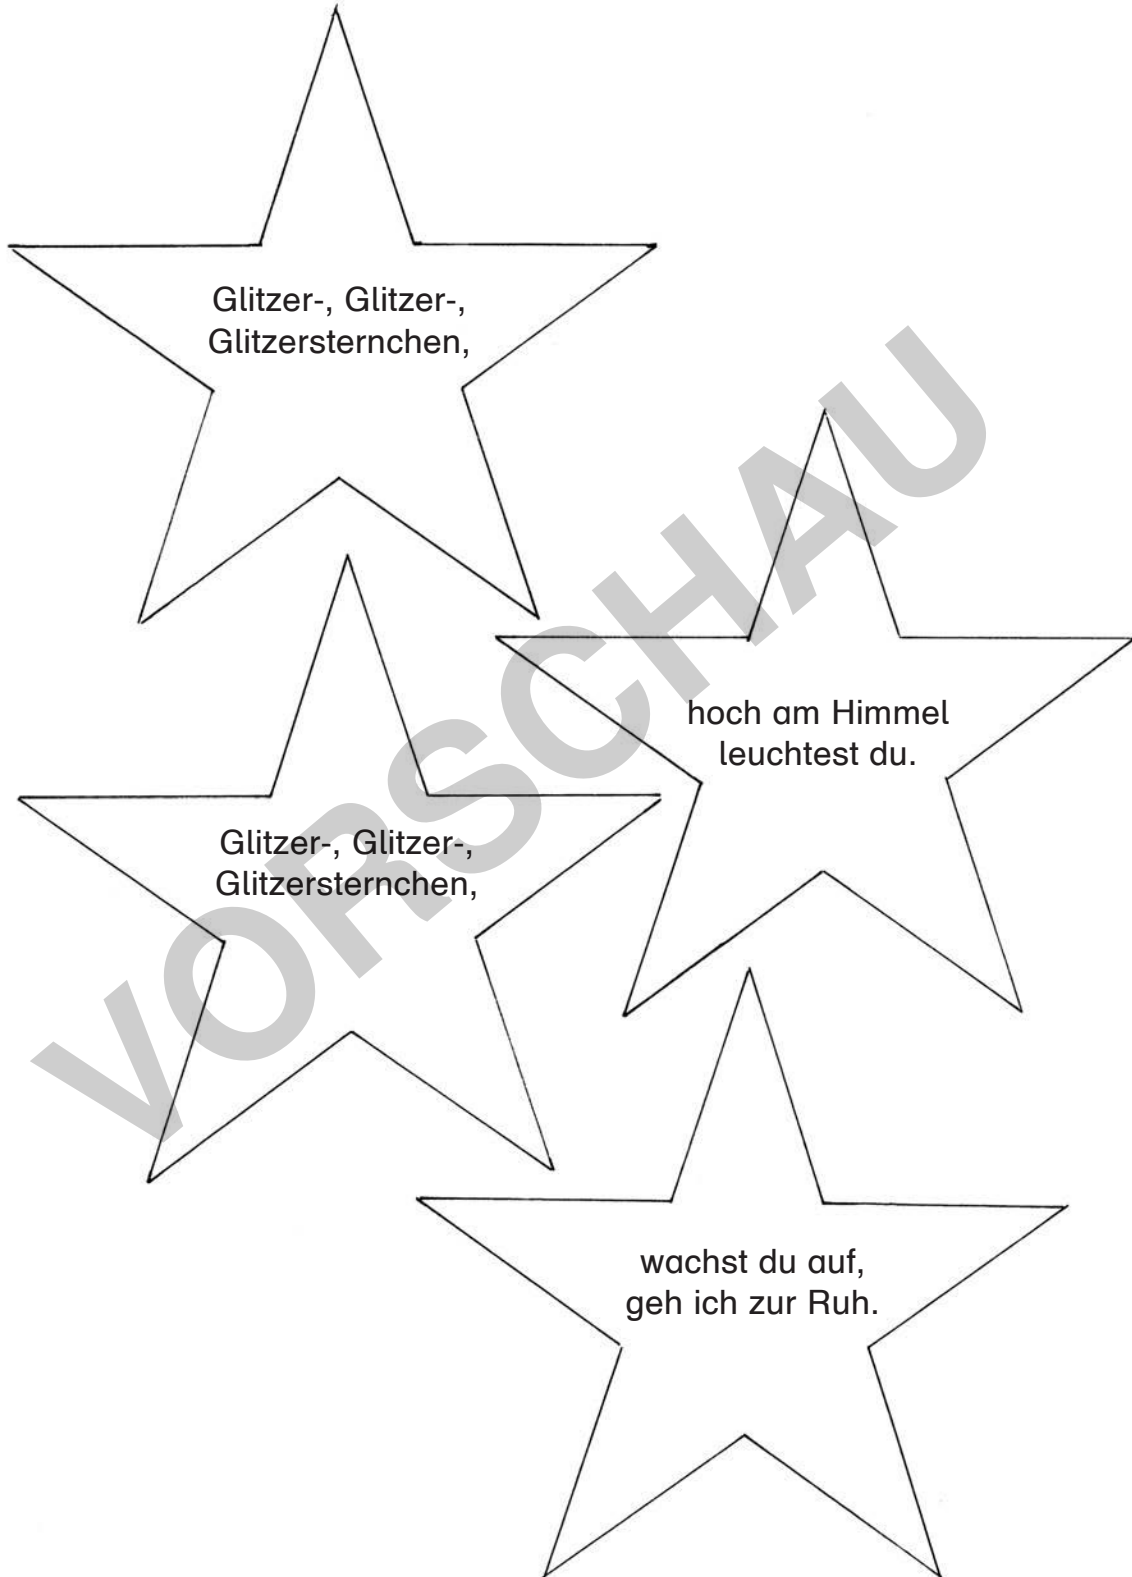 Glitzer-, Glitzer-,
Glitzersternchen,
hoch am Himmel
leuchtest du.
Glitzer-, Glitzer-,
Glitzersternchen,
wachst du auf,
geh ich zur Ruh.
VORSCHAU